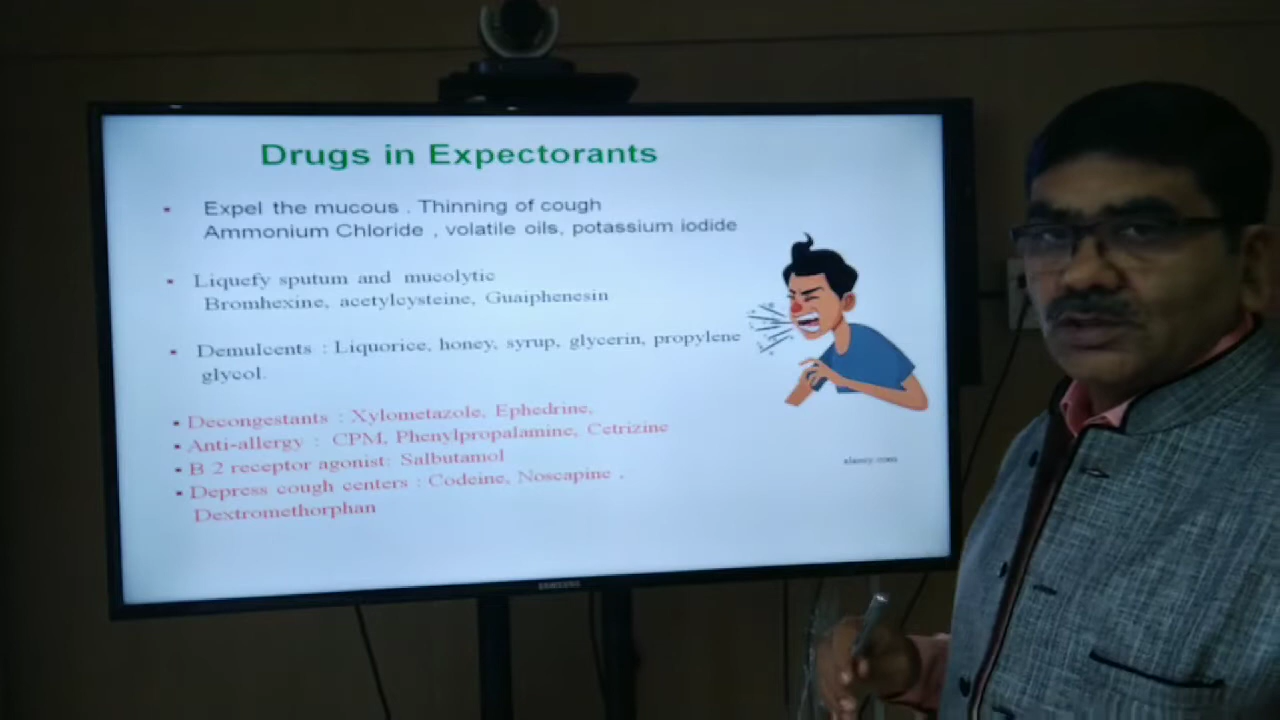 Drugs in Expectorants
▪ Expel the mucous . Thinning of cough
Ammonium Chloride , volatile oils, potassium iodide
▪ Liquefy sputum and mucolytic
Bromhexine, acetylcysteine, Guaiphenesin
▪ Demulcents : Liquorice, honey, syrup, glycerin, propylene
glycol.
▪ Decongestants : Xylometazole, Ephedrine,
▪ Anti-allergy : CPM, Phenylpropalamine, Cetrizine
▪ B 2 receptor agonist: Salbutamol
▪ Depress cough centers : Codeine, Noscapine ,
Dextromethorphan
SAMSUNG